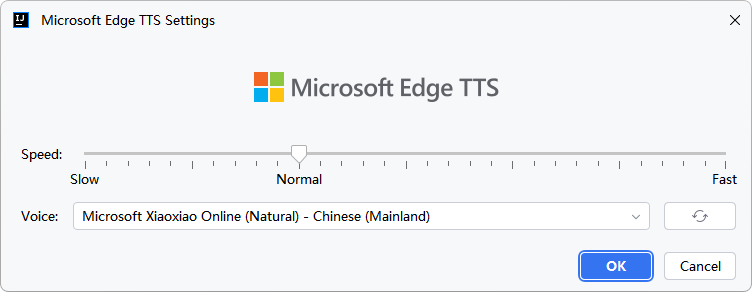 IJ
Microsoft Edge TTS Settings
Microsoft Edge TTS
Speed:
Slow Normal Fast
Voice: Microsoft Xiaoxiao Online (Natural) - Chinese (Mainland)
OK Cancel